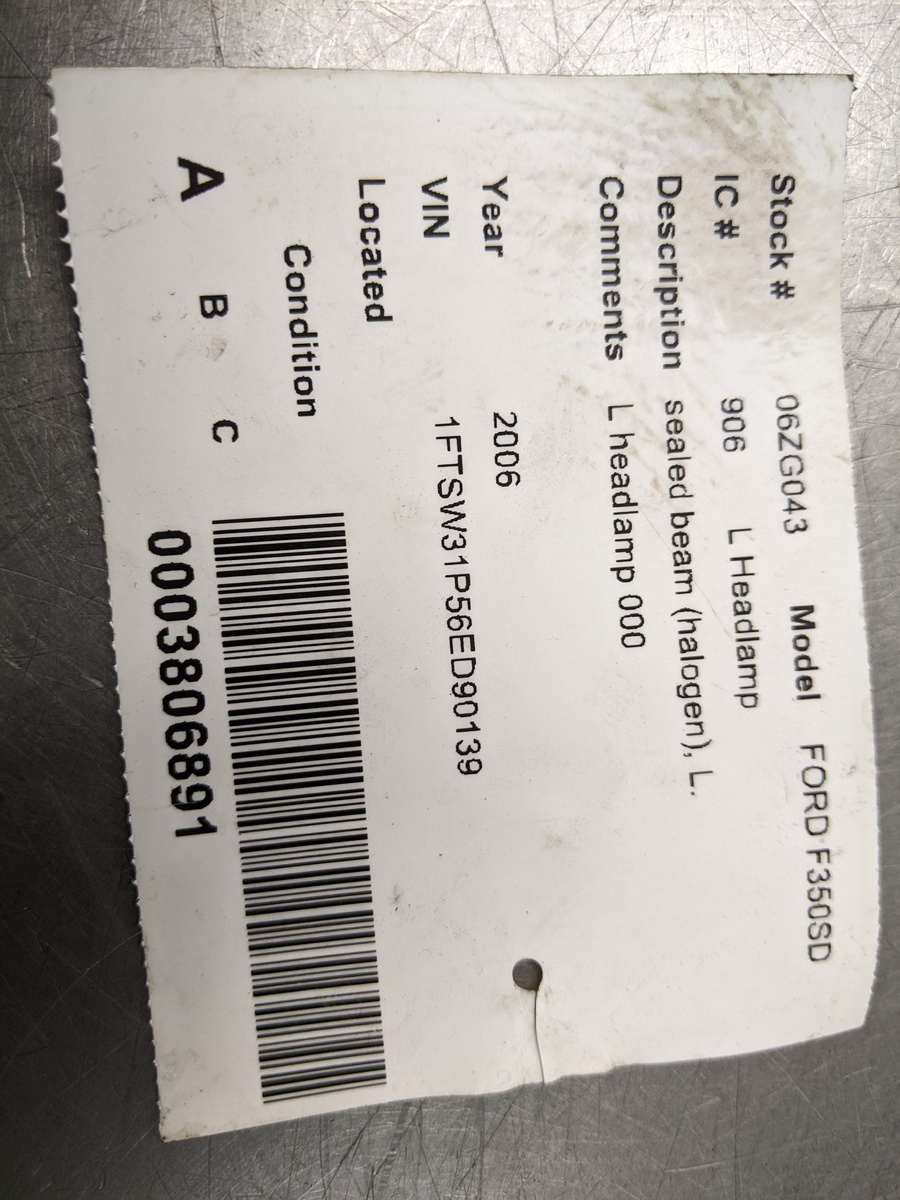 Stock # 06ZG043 Model FORD F350SD
IC # 906 L Headlamp
Description sealed beam (halogen), L.
Comments L headlamp 000
Year 2006
VIN 1FTSW31P56ED90139
Located
Condition
A B C
0003806891